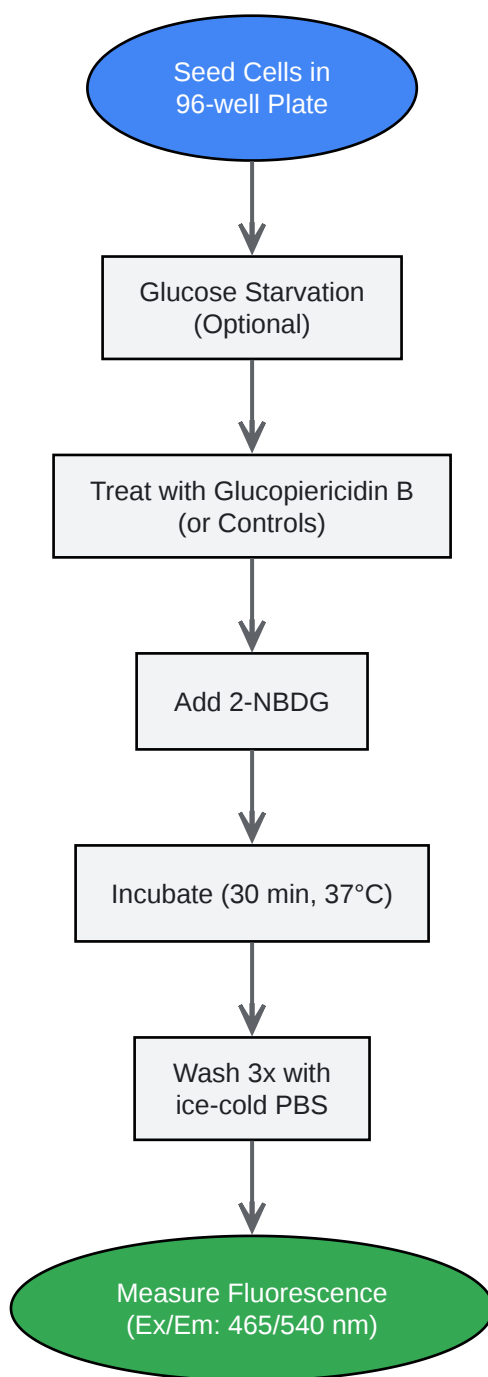 Seed Cells in
96-well Plate
Glucose Starvation
(Optional)
Treat with Glucopiericidin B
(or Controls)
Add 2-NBDG
Incubate (30 min, 37°C)
Wash 3x with
ice-cold PBS
Measure Fluorescence
(Ex/Em: 465/540 nm)